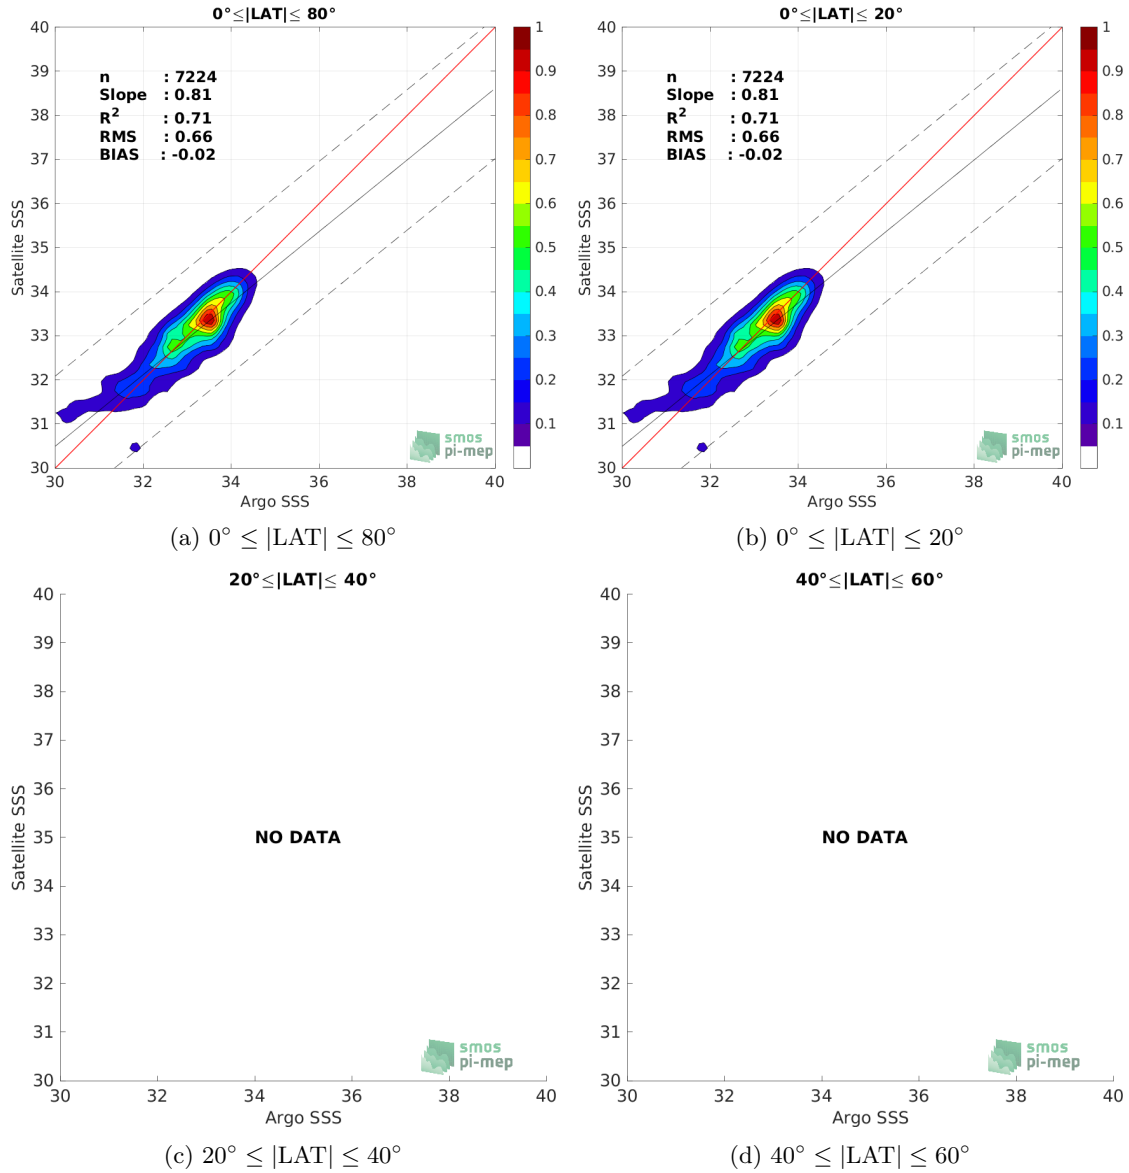 0°≤|LAT|≤ 80°
40
39
38
37
36
35
34
33
32
31
30
Satellite SSS
n : 7224
Slope : 0.81
R² : 0.71
RMS : 0.66
BIAS : -0.02
smos
pi-mep
30 32 34 36 38 40
Argo SSS
1
0.9
0.8
0.7
0.6
0.5
0.4
0.3
0.2
0.1
(a) 0° ≤ |LAT| ≤ 80°
0°≤|LAT|≤ 20°
40
39
38
37
36
35
34
33
32
31
30
Satellite SSS
n : 7224
Slope : 0.81
R² : 0.71
RMS : 0.66
BIAS : -0.02
smos
pi-mep
30 32 34 36 38 40
Argo SSS
1
0.9
0.8
0.7
0.6
0.5
0.4
0.3
0.2
0.1
(b) 0° ≤ |LAT| ≤ 20°
20°≤|LAT|≤ 40°
40
39
38
37
36
35
34
33
32
31
30
Satellite SSS
NO DATA
smos
pi-mep
30 32 34 36 38 40
Argo SSS
(c) 20° ≤ |LAT| ≤ 40°
40°≤|LAT|≤ 60°
40
39
38
37
36
35
34
33
32
31
30
Satellite SSS
NO DATA
smos
pi-mep
30 32 34 36 38 40
Argo SSS
(d) 40° ≤ |LAT| ≤ 60°